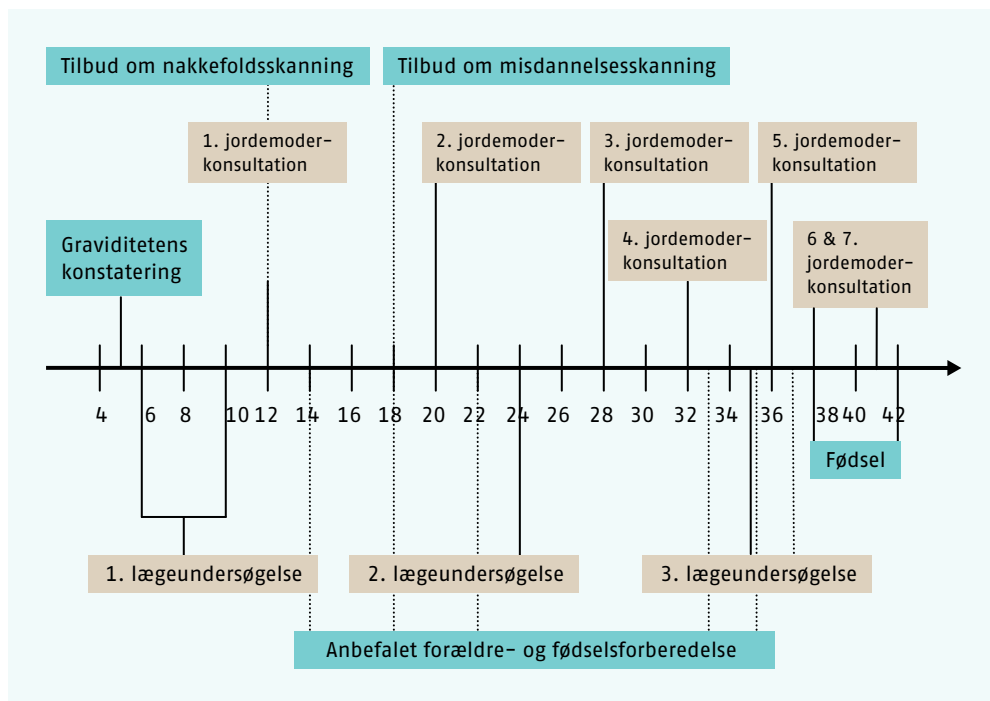 Tilbud om nakkefoldsskanning
Tilbud om misdannelsesskanning
1. jordemoder-
konsultation
2. jordemoder-
konsultation
3. jordemoder-
konsultation
5. jordemoder-
konsultation
Graviditetens
konstatering
4. jordemoder-
konsultation
6 & 7.
jordemoder-
konsultation
4 6 8 10 12 14 16 18 20 22 24 26 28 30 32 34 36 38 40 42
Fødsel
1. lægeundersøgelse
2. lægeundersøgelse
3. lægeundersøgelse
Anbefalet forældre- og fødselsforberedelse